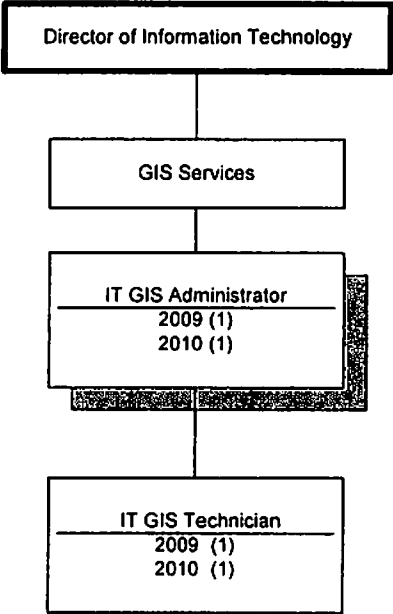 Director of Information Technology
GIS Services
IT GIS Administrator
2009 (1)
2010 (1)
IT GIS Technician
2009 (1)
2010 (1)